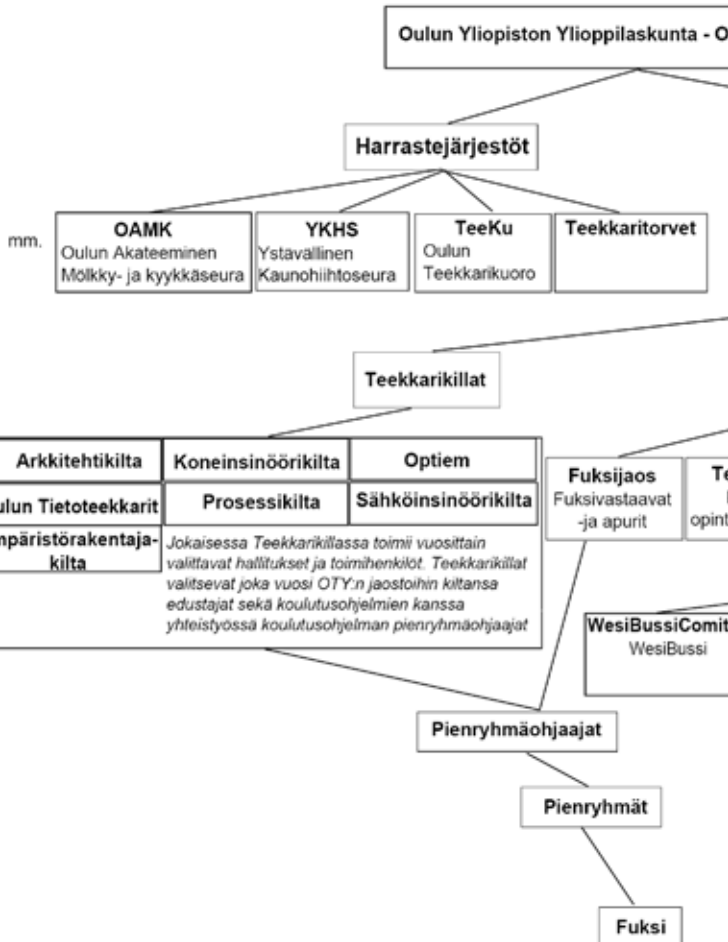 Oulun Yliopiston Ylioppilaskunta - O
Harrastejärjestöt
mm.
OAMK
Oulun Akateeminen
Mölkky- ja kyykkäseura
YKHS
Ystävällinen
Kaunohiihtoseura
TeeKu
Oulun
Teekkarikuoro
Teekkaritorvet
Teekkarikillat
Arkkitehtikilta
Koneinsinöörikilta
Optiem
ulun Tietoteekkarit
Prosessikilta
Sähköinsinöörikilta
mpäristörakentaja-
kilta
Jokaisessa Teekkarikillassa toimii vuosittain
valittavat hallitukset ja toimihenkilöt. Teekkarikillat
valitsevat joka vuosi OTY:n jaostoihin kiltansa
edustajat sekä koulutusohjelmien kanssa
yhteistyössä koulutusohjelman pienryhmäohjaajat
Fuksijaos
Fuksivastaavat
-ja apurit
Te
opint
WesiBussiComit
WesiBussi
Pienryhmäohjaajat
Pienryhmät
Fuksi